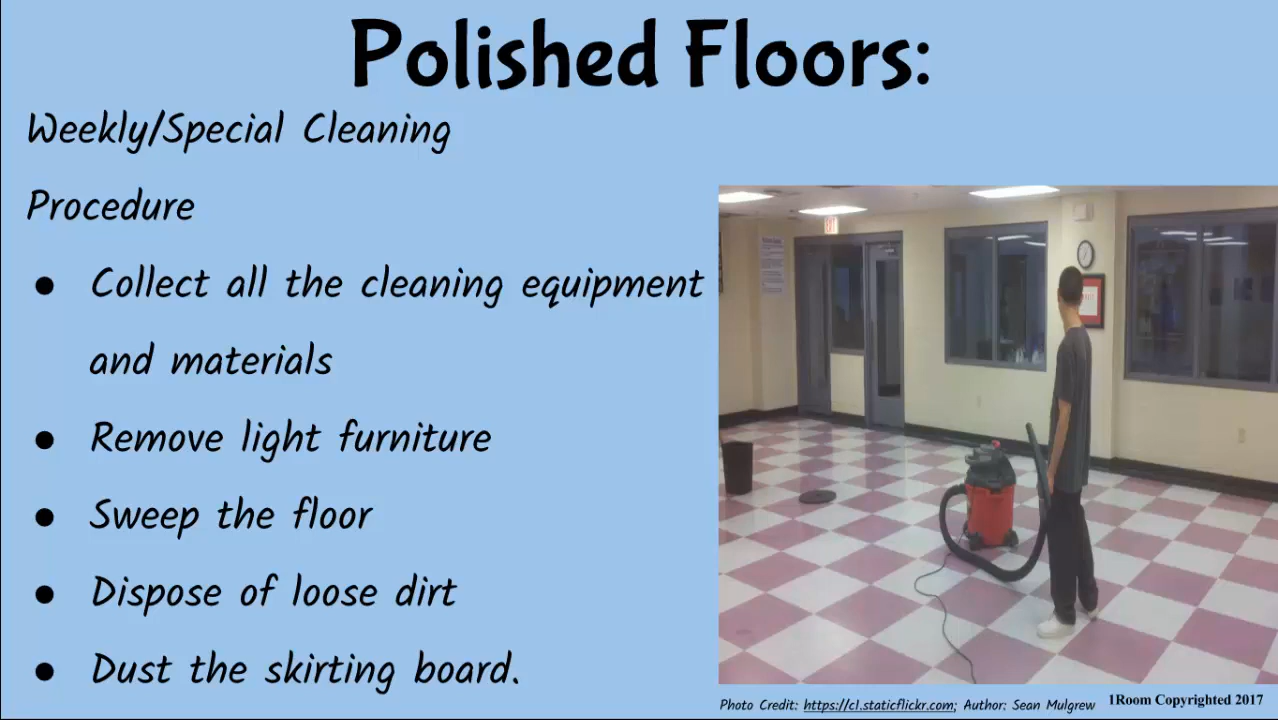 Polished Floors:
Weekly/Special Cleaning
Procedure
● Collect all the cleaning equipment
and materials
● Remove light furniture
● Sweep the floor
● Dispose of loose dirt
● Dust the skirting board.
Photo Credit: https://c1.staticflickr.com; Author: Sean Mulgrew
1Room Copyrighted 2017